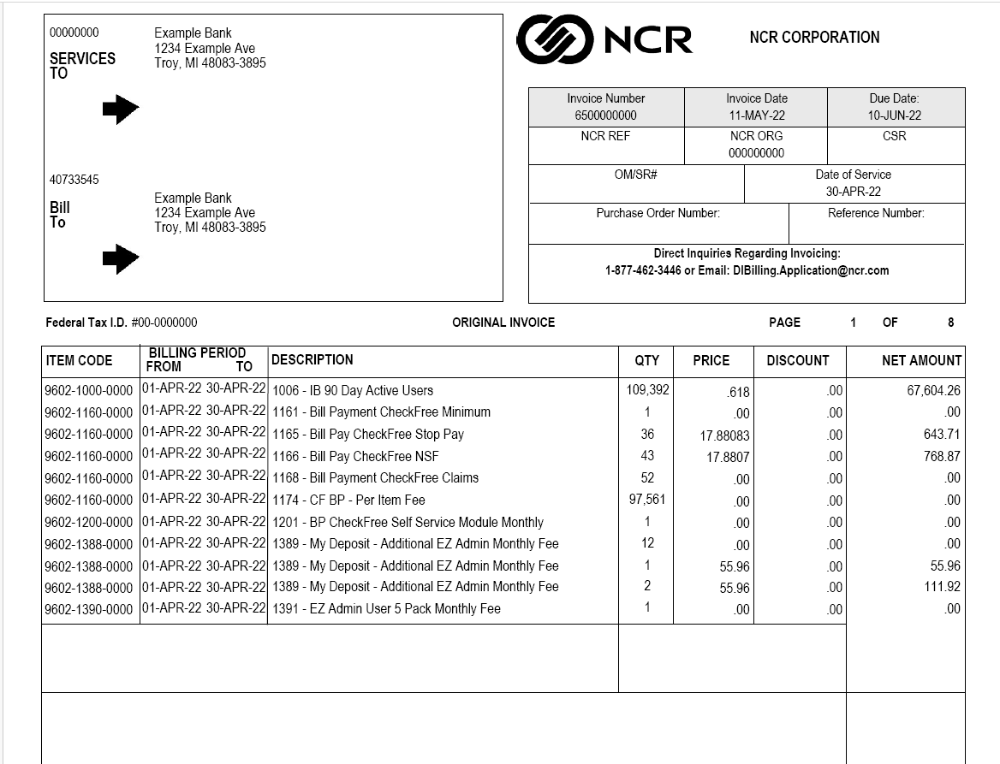 00000000
Example Bank
1234 Example Ave
Troy, MI 48083-3895
SERVICES
TO
40733545
Example Bank
1234 Example Ave
Troy, MI 48083-3895
Bill
To
NCR
NCR CORPORATION
Invoice Number Invoice Date Due Date:
6500000000 11-MAY-22 10-JUN-22
NCR REF NCR ORG CSR
000000000
OM/SR# Date of Service
30-APR-22
Purchase Order Number: Reference Number:
Direct Inquiries Regarding Invoicing:
1-877-462-3446 or Email: DIBilling.Application@ncr.com
Federal Tax I.D. #00-0000000 ORIGINAL INVOICE PAGE 1 OF 8
ITEM CODE BILLING PERIOD FROM TO DESCRIPTION QTY PRICE DISCOUNT NET AMOUNT
9602-1000-0000 01-APR-22 30-APR-22 1006 - IB 90 Day Active Users 109,392 .618 .00 67,604.26
9602-1160-0000 01-APR-22 30-APR-22 1161 - Bill Payment CheckFree Minimum 1 .00 .00 .00
9602-1160-0000 01-APR-22 30-APR-22 1165 - Bill Pay CheckFree Stop Pay 36 17.88083 .00 643.71
9602-1160-0000 01-APR-22 30-APR-22 1166 - Bill Pay CheckFree NSF 43 17.8807 .00 768.87
9602-1160-0000 01-APR-22 30-APR-22 1168 - Bill Payment CheckFree Claims 52 .00 .00 .00
9602-1160-0000 01-APR-22 30-APR-22 1174 - CF BP - Per Item Fee 97,561 .00 .00 .00
9602-1200-0000 01-APR-22 30-APR-22 1201 - BP CheckFree Self Service Module Monthly 1 .00 .00 .00
9602-1388-0000 01-APR-22 30-APR-22 1389 - My Deposit - Additional EZ Admin Monthly Fee 12 .00 .00 .00
9602-1388-0000 01-APR-22 30-APR-22 1389 - My Deposit - Additional EZ Admin Monthly Fee 1 55.96 .00 55.96
9602-1388-0000 01-APR-22 30-APR-22 1389 - My Deposit - Additional EZ Admin Monthly Fee 2 55.96 .00 111.92
9602-1390-0000 01-APR-22 30-APR-22 1391 - EZ Admin User 5 Pack Monthly Fee 1 .00 .00 .00